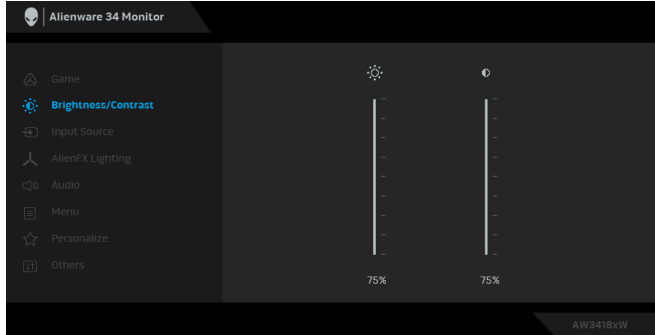 Alienware 34 Monitor
Game
Brightness/Contrast
Input Source
AlienFX Lighting
Audio
Menu
Personalize
Others
75% 75%
AW3418xW